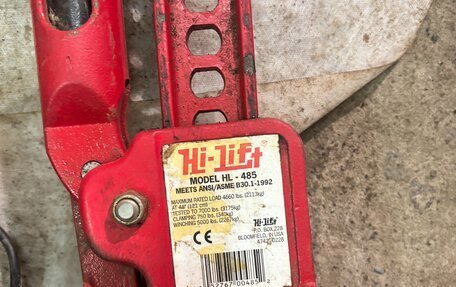 Hi-Lift
MODEL HL - 485
MEETS ANSI/ASME B30.1-1992
MAXIMUM RATED LOAD 4660 lbs. (2113kg)
AT 48" (121 cm)
TESTED TO 7000 lbs. (3175kg)
CLAMPING 750 lbs. (340kg)
WINCHING 5000 lbs. (2267kg)
Hi-Lift
P.O. BOX 228
BLOOMFIELD, IN USA
47424-0228
CE